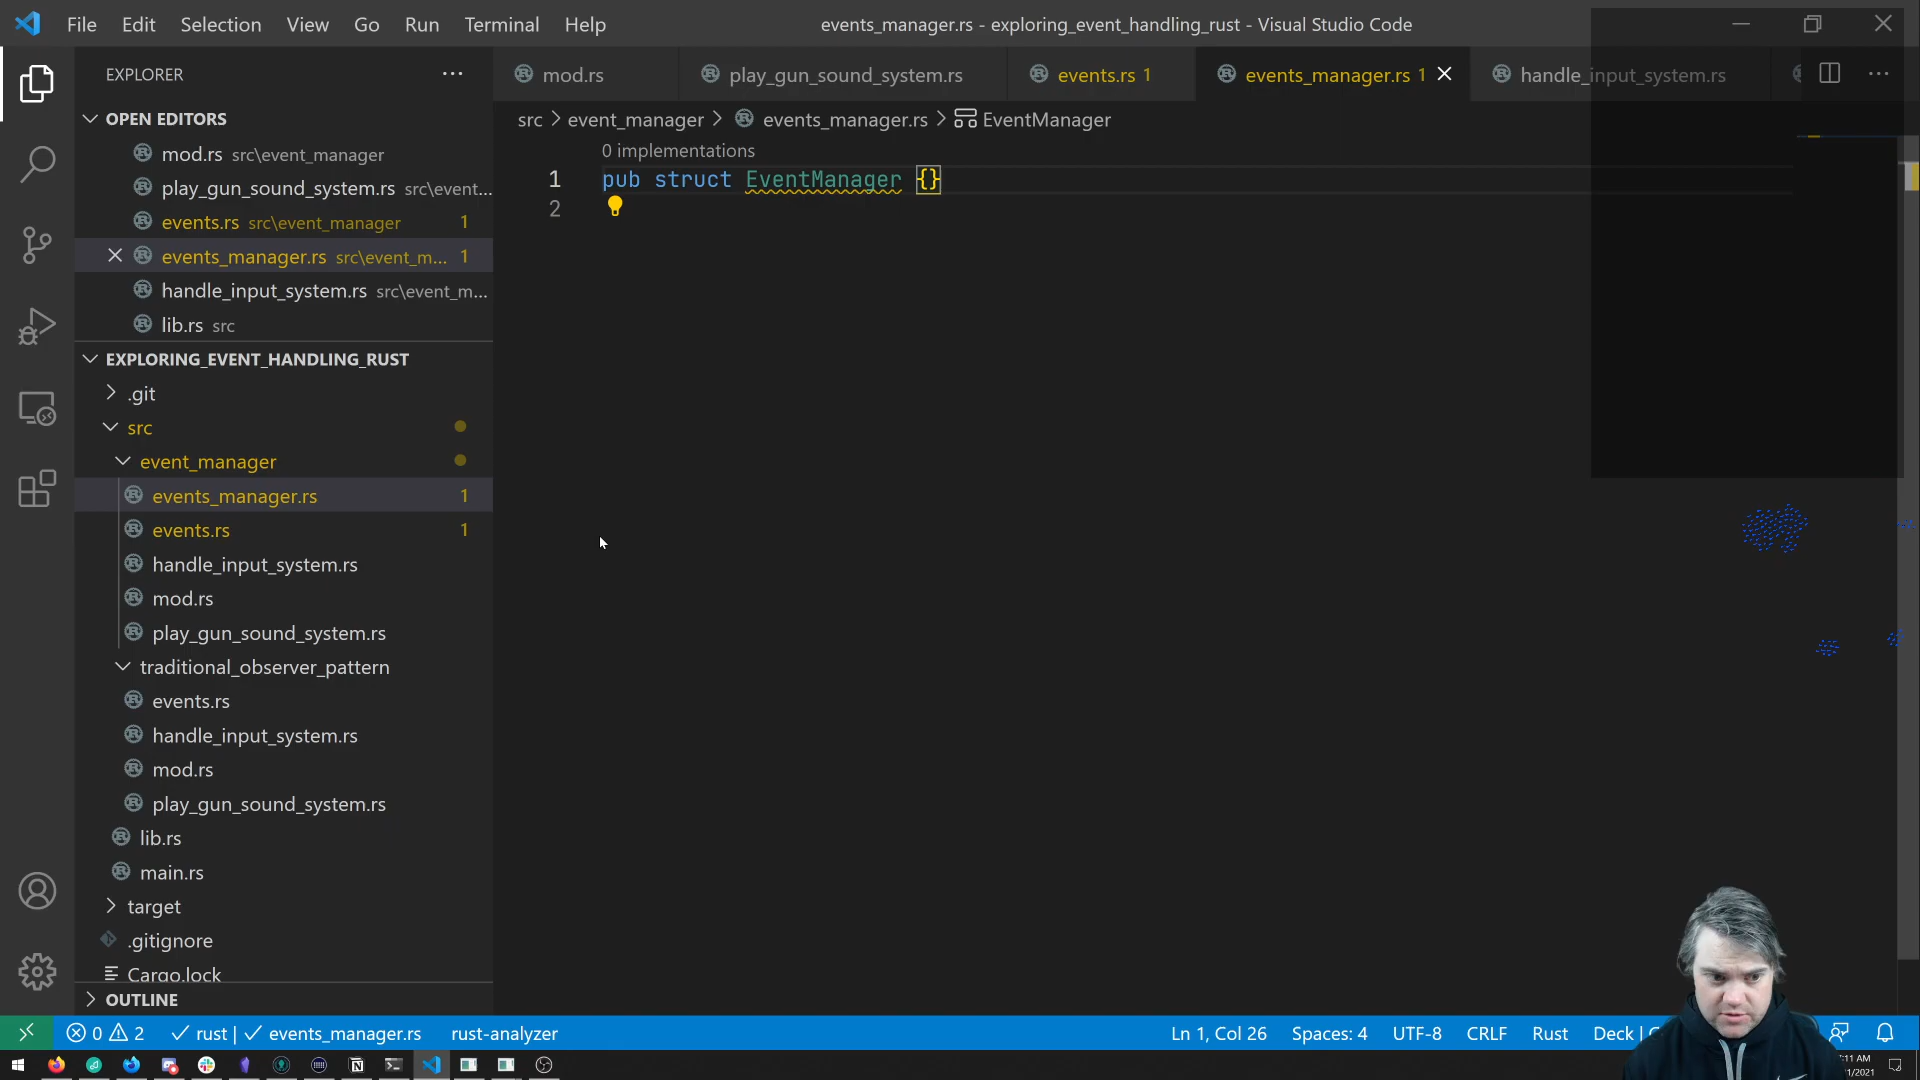 File Edit Selection View Go Run Terminal Help
events_manager.rs - exploring_event_handling_rust - Visual Studio Code
EXPLORER
mod.rs play_gun_sound_system.rs events.rs 1 events_manager.rs 1 handle_input_system.rs
OPEN EDITORS
src > event_manager > events_manager.rs > EventManager
mod.rs src\event_manager
play_gun_sound_system.rs src\event...
events.rs src\event_manager 1
events_manager.rs src\event_m... 1
handle_input_system.rs src\event_m...
lib.rs src
0 implementations
1 pub struct EventManager {}
2
EXPLORING_EVENT_HANDLING_RUST
.git
src
event_manager
events_manager.rs 1
events.rs 1
handle_input_system.rs
mod.rs
play_gun_sound_system.rs
traditional_observer_pattern
events.rs
handle_input_system.rs
mod.rs
play_gun_sound_system.rs
lib.rs
main.rs
target
.gitignore
Cargo.lock
OUTLINE
0 2 rust | events_manager.rs rust-analyzer
Ln 1, Col 26 Spaces: 4 UTF-8 CRLF Rust Deck |
:11 AM
/2021